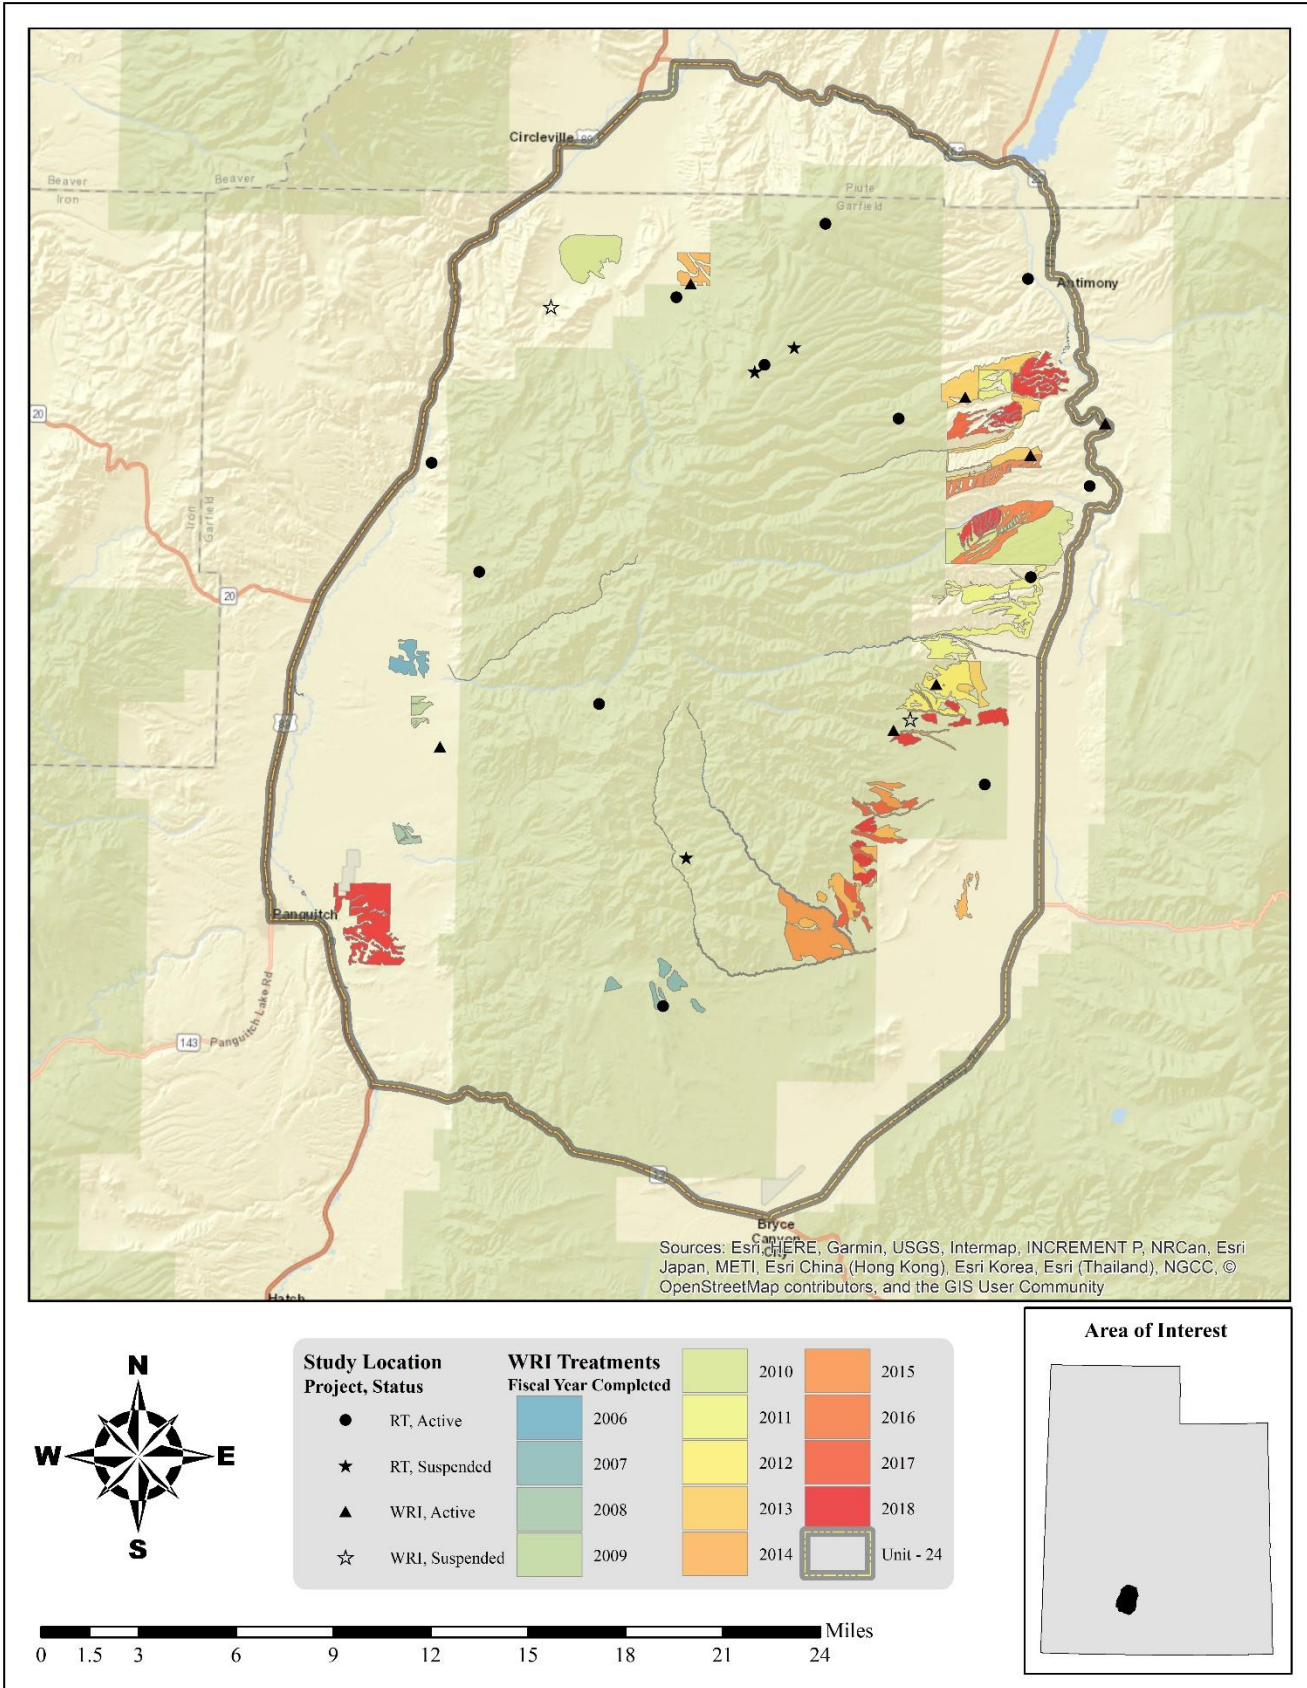 Circleville
89
62
22
Beaver
Iron
Beaver
Piute
Garfield
Antimony
20
Iron
Garfield
20
Panguitch
143
Panguitch Lake Rd
Bryce
Canyon
City
Hatch
Sources: Esri, HERE, Garmin, USGS, Intermap, INCREMENT P, NRCan, Esri
Japan, METI, Esri China (Hong Kong), Esri Korea, Esri (Thailand), NGCC, ©
OpenStreetMap contributors, and the GIS User Community
N
W
E
S
Study Location
Project, Status
RT, Active
RT, Suspended
WRI, Active
WRI, Suspended
WRI Treatments
Fiscal Year Completed
2006
2007
2008
2009
2010
2011
2012
2013
2014
2015
2016
2017
2018
Unit - 24
Area of Interest
0 1.5 3 6 9 12 15 18 21 24
Miles